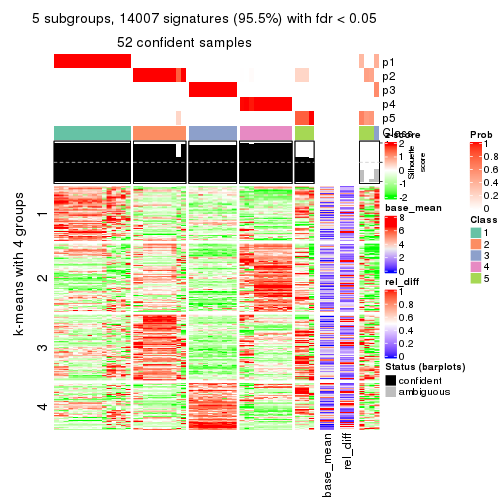 5 subgroups, 14007 signatures (95.5%) with fdr < 0.05
52 confident samples
p1
p2
p3
p4
p5
Class
Silhouette
score
k-means with 4 groups
1
2
3
4
base_mean
rel_diff
z-score
2
1
0
-1
-2
base_mean
8
6
4
2
0
rel_diff
1
0.8
0.6
0.4
0.2
0
Status (barplots)
confident
ambiguous
Prob
1
0.8
0.6
0.4
0.2
0
Class
1
2
3
4
5